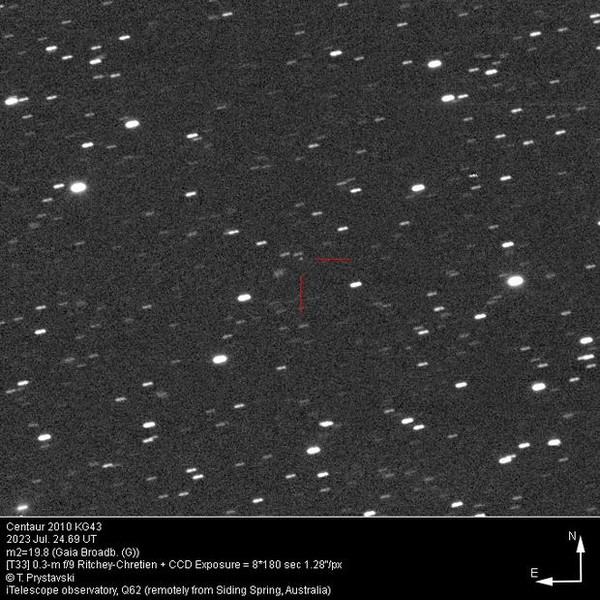 Centaur 2010 KG43
2023 Jul. 24.69 UT
m2=19.8 (Gaia Broadb. (G))
[T33] 0.3-m f/9 Ritchey-Chretien + CCD Exposure = 8*180 sec 1.28"/px
© T. Prystavski
iTelescope observatory, Q62 (remotely from Siding Spring, Australia)
N
E